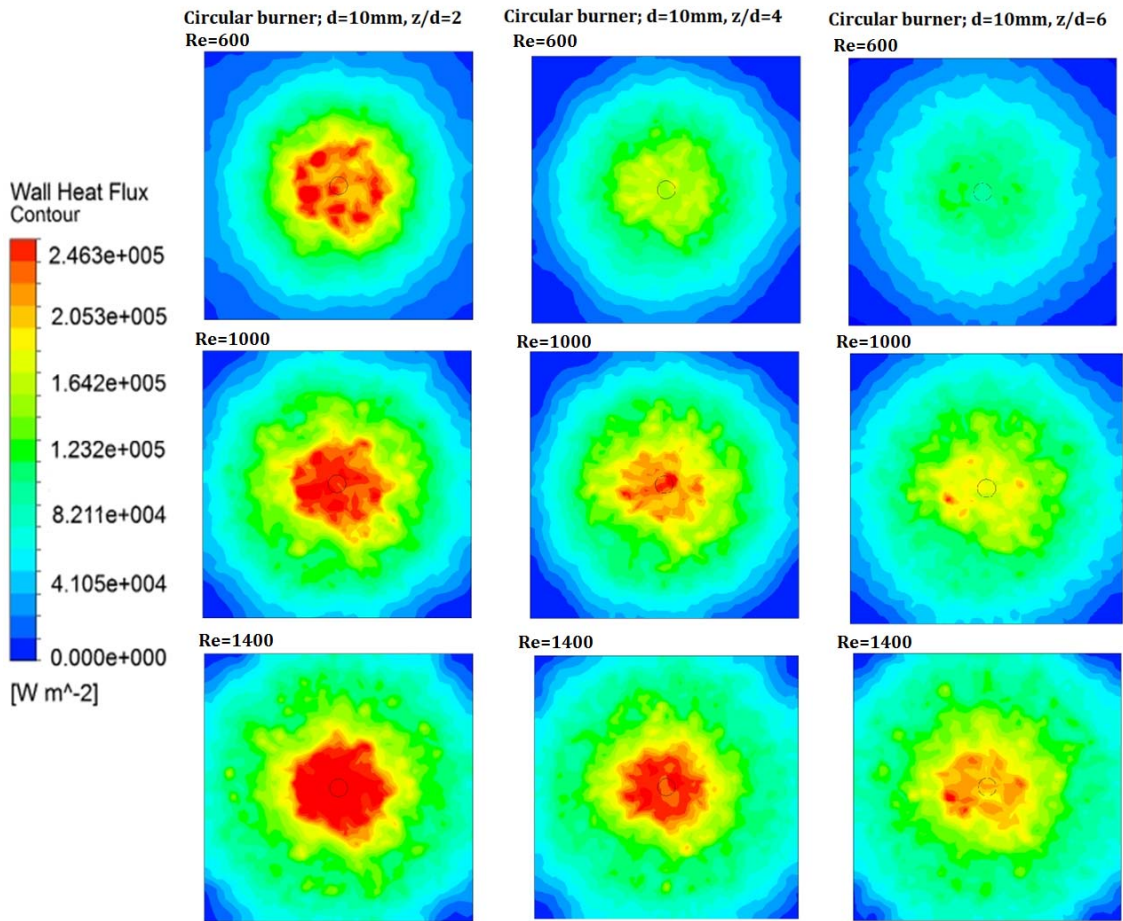 Circular burner; d=10mm, z/d=2
Re=600
Circular burner; d=10mm, z/d=4
Re=600
Circular burner; d=10mm, z/d=6
Re=600
Wall Heat Flux
Contour
2.463e+005
2.053e+005
1.642e+005
1.232e+005
8.211e+004
4.105e+004
0.000e+000
[W m^-2]
Re=1000
Re=1000
Re=1000
Re=1400
Re=1400
Re=1400